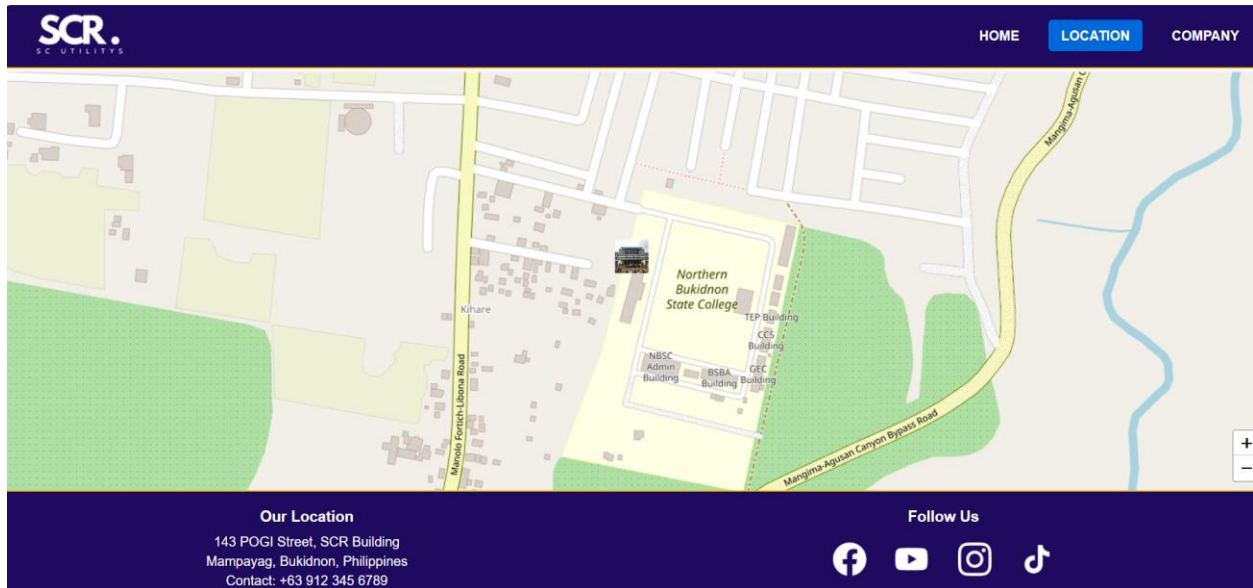 SCR.
SC UTILITYS
HOME
LOCATION
COMPANY
Mangima-Agusan C
Northern
Bukidnon
State College
Kihare
TEP Building
CCS
Building
NBSC
Admin
Building
BSBA
Building
GEC
Building
Manolo Fortich-Libona Road
Mangima-Agusan Canyon Bypass Road
+
−
Our Location
143 POGI Street, SCR Building
Mampayag, Bukidnon, Philippines
Contact: +63 912 345 6789
Follow Us